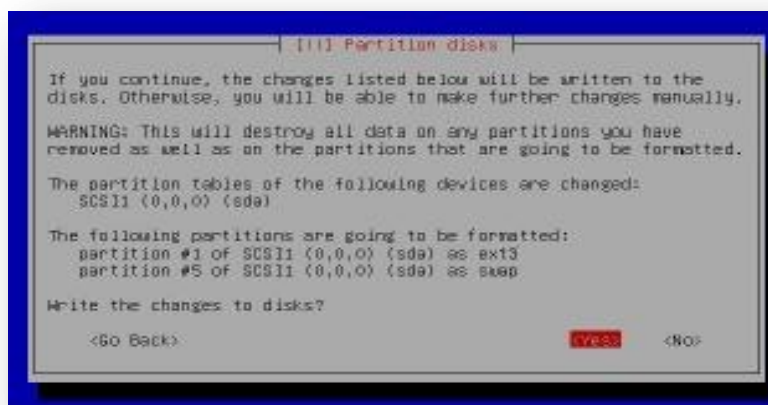 [!!] Partition disks
If you continue, the changes listed below will be written to the
disks. Otherwise, you will be able to make further changes manually.
WARNING: This will destroy all data on any partitions you have
removed as well as on the partitions that are going to be formatted.
The partition tables of the following devices are changed:
SCSI1 (0,0,0) (sda)
The following partitions are going to be formatted:
partition #1 of SCSI1 (0,0,0) (sda) as ext3
partition #5 of SCSI1 (0,0,0) (sda) as swap
Write the changes to disks?
<Go Back> <Yes> <No>